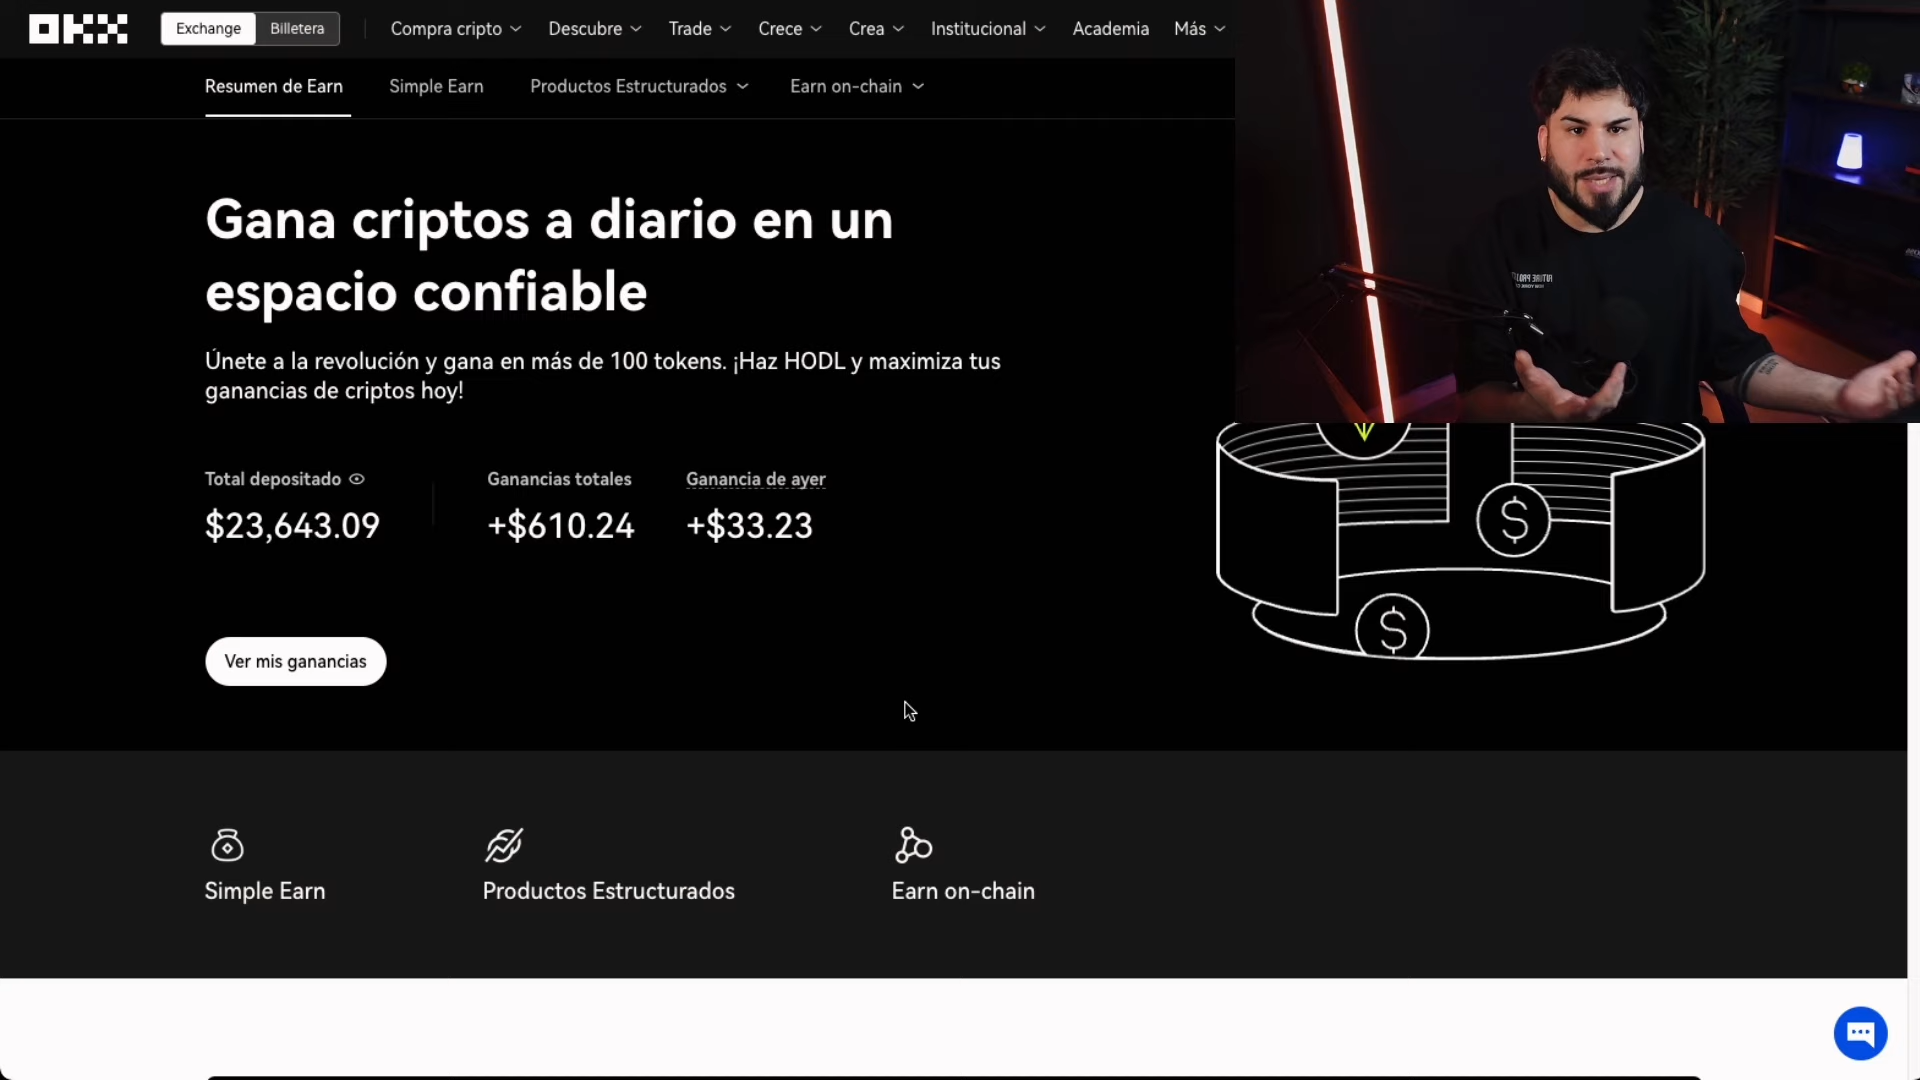 OKX
Exchange
Billetera
Compra cripto
Descubre
Trade
Crece
Crea
Institucional
Academia
Más
Resumen de Earn
Simple Earn
Productos Estructurados
Earn on-chain
Gana criptos a diario en un
espacio confiable
Únete a la revolución y gana en más de 100 tokens. ¡Haz HODL y maximiza tus
ganancias de criptos hoy!
Total depositado
$23,643.09
Ganancias totales
+$610.24
Ganancia de ayer
+$33.23
Ver mis ganancias
Simple Earn
Productos Estructurados
Earn on-chain